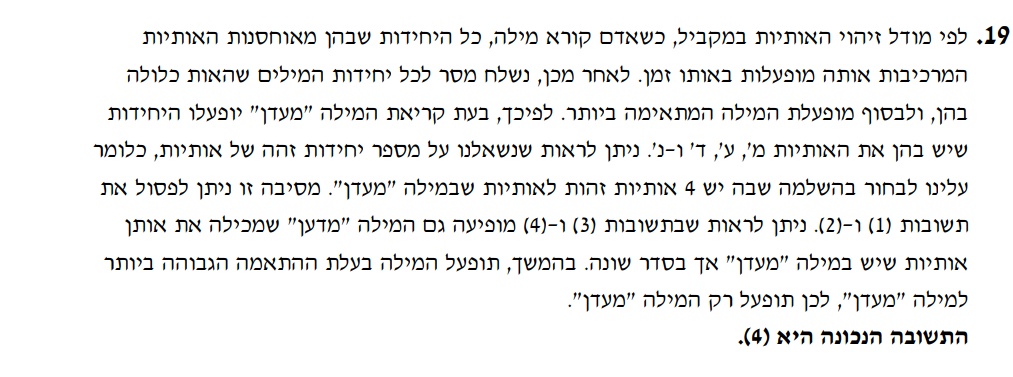 19. לפי מודל זיהוי האותיות במקביל, כשאדם קורא מילה, כל היחידות שבהן מאוחסנות האותיות
המרכיבות אותה מופעלות באותו זמן. לאחר מכן, נשלח מסר לכל יחידות המילים שהאות כלולה
בהן, ולבסוף מופעלת המילה המתאימה ביותר. לפיכך, בעת קריאת המילה "מעדן" יופעלו היחידות
שיש בהן את האותיות מ', ע', ד' ו-נ'. ניתן לראות שנשאלנו על מספר יחידות זהה של אותיות, כלומר
עלינו לבחור בהשלמה שבה יש 4 אותיות זהות לאותיות שבמילה "מעדן". מסיבה זו ניתן לפסול את
תשובות (1) ו-(2). ניתן לראות שבתשובות (3) ו-(4) מופיעה גם המילה "מדען" שמכילה את אותן
אותיות שיש במילה "מעדן" אך בסדר שונה. בהמשך, תופעל המילה בעלת ההתאמה הגבוהה ביותר
למילה "מעדן", לכן תופעל רק המילה "מעדן".
התשובה הנכונה היא (4).